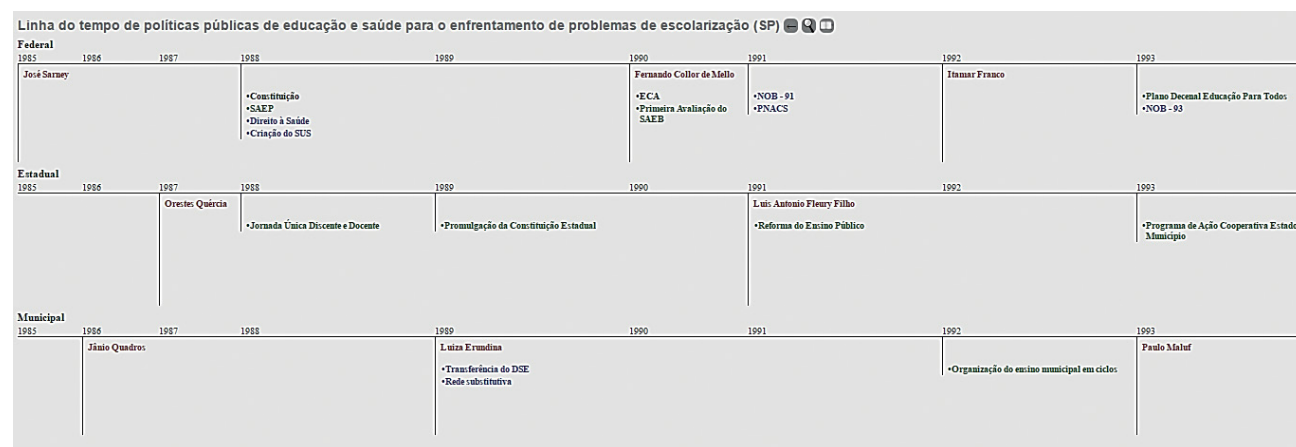 Linha do tempo de políticas públicas de educação e saúde para o enfrentamento de problemas de escolarização (SP)
Federal
1985 1986 1987 1988 1989 1990 1991 1992 1993
José Sarney Fernando Collor de Mello Itamar Franco
•Constituição •ECA •NOB - 91 •Plano Decenal Educação Para Todos
•SAEP •Primeira Avaliação do •PNACS •NOB - 93
SAEB
•Direito à Saúde
•Criação do SUS
Estadual
1985 1986 1987 1988 1989 1990 1991 1992 1993
Orestes Quércia Luis Antonio Fleury Filho
•Jornada Única Discente e Docente •Promulgação da Constituição Estadual •Reforma do Ensino Público •Programa de Ação Cooperativa Estado
Município
Municipal
1985 1986 1987 1988 1989 1990 1991 1992 1993
Jânio Quadros Luiza Erundina Paulo Maluf
•Transferência do DSE •Organização do ensino municipal em ciclos
•Rede substitutiva